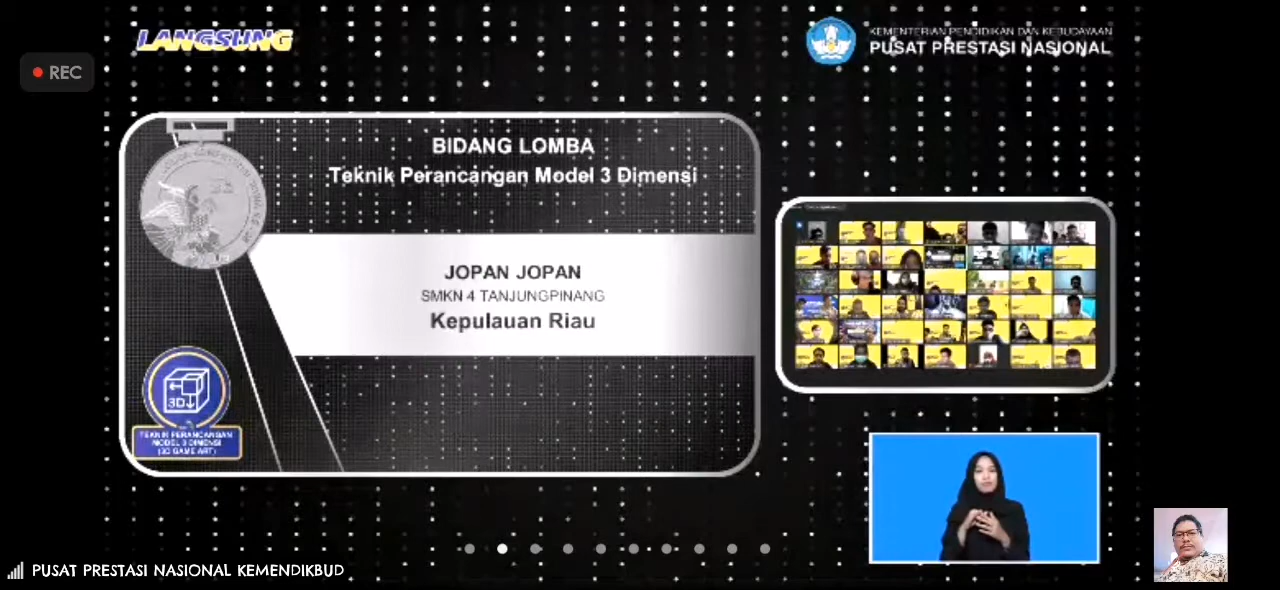 LANGSUNG
KEMENTERIAN PENDIDIKAN DAN KEBUDAYAAN
PUSAT PRESTASI NASIONAL
REC
BIDANG LOMBA
Teknik Perancangan Model 3 Dimensi
JOPAN JOPAN
SMKN 4 TANJUNGPINANG
Kepulauan Riau
3D
TEKNIK PERANCANGAN
MODEL 3 DIMENSI
(3D GAME ART)
PUSAT PRESTASI NASIONAL KEMENDIKBUD